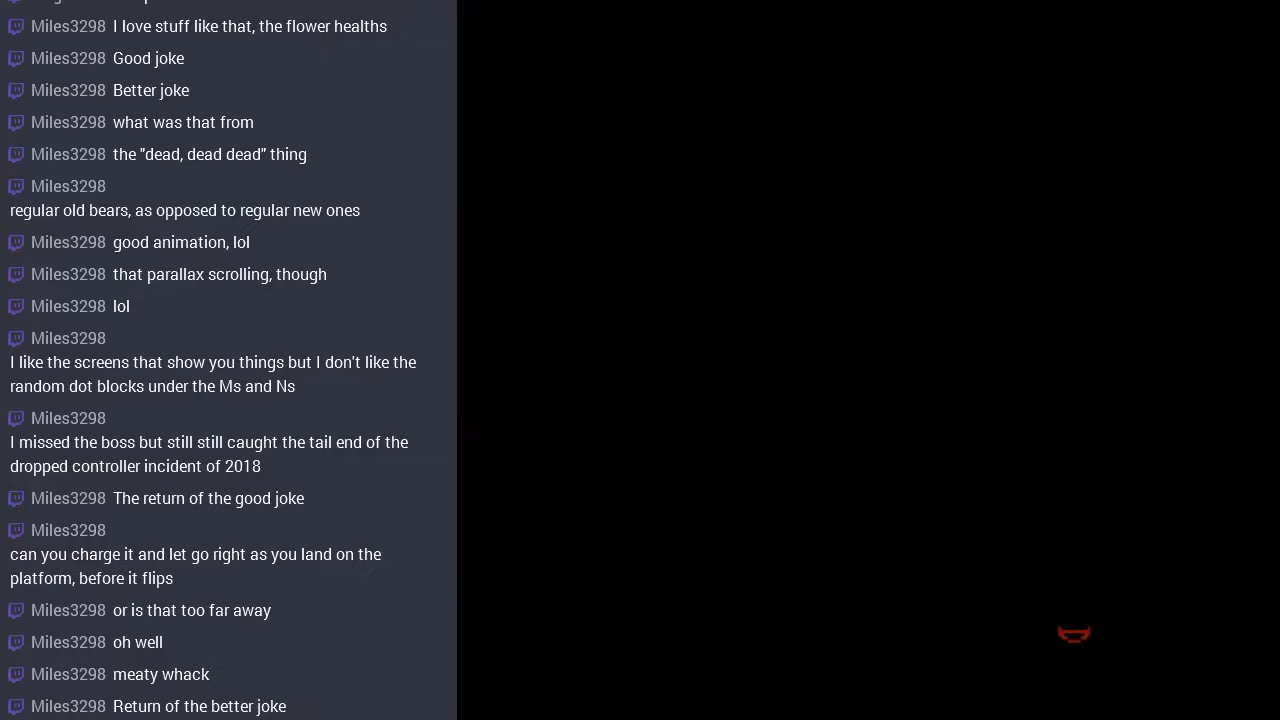 Miles3298 I love stuff like that, the flower healths
Miles3298 Good joke
Miles3298 Better joke
Miles3298 what was that from
Miles3298 the "dead, dead dead" thing
Miles3298
regular old bears, as opposed to regular new ones
Miles3298 good animation, lol
Miles3298 that parallax scrolling, though
Miles3298 lol
Miles3298
I like the screens that show you things but I don't like the
random dot blocks under the Ms and Ns
Miles3298
I missed the boss but still still caught the tail end of the
dropped controller incident of 2018
Miles3298 The return of the good joke
Miles3298
can you charge it and let go right as you land on the
platform, before it flips
Miles3298 or is that too far away
Miles3298 oh well
Miles3298 meaty whack
Miles3298 Return of the better joke